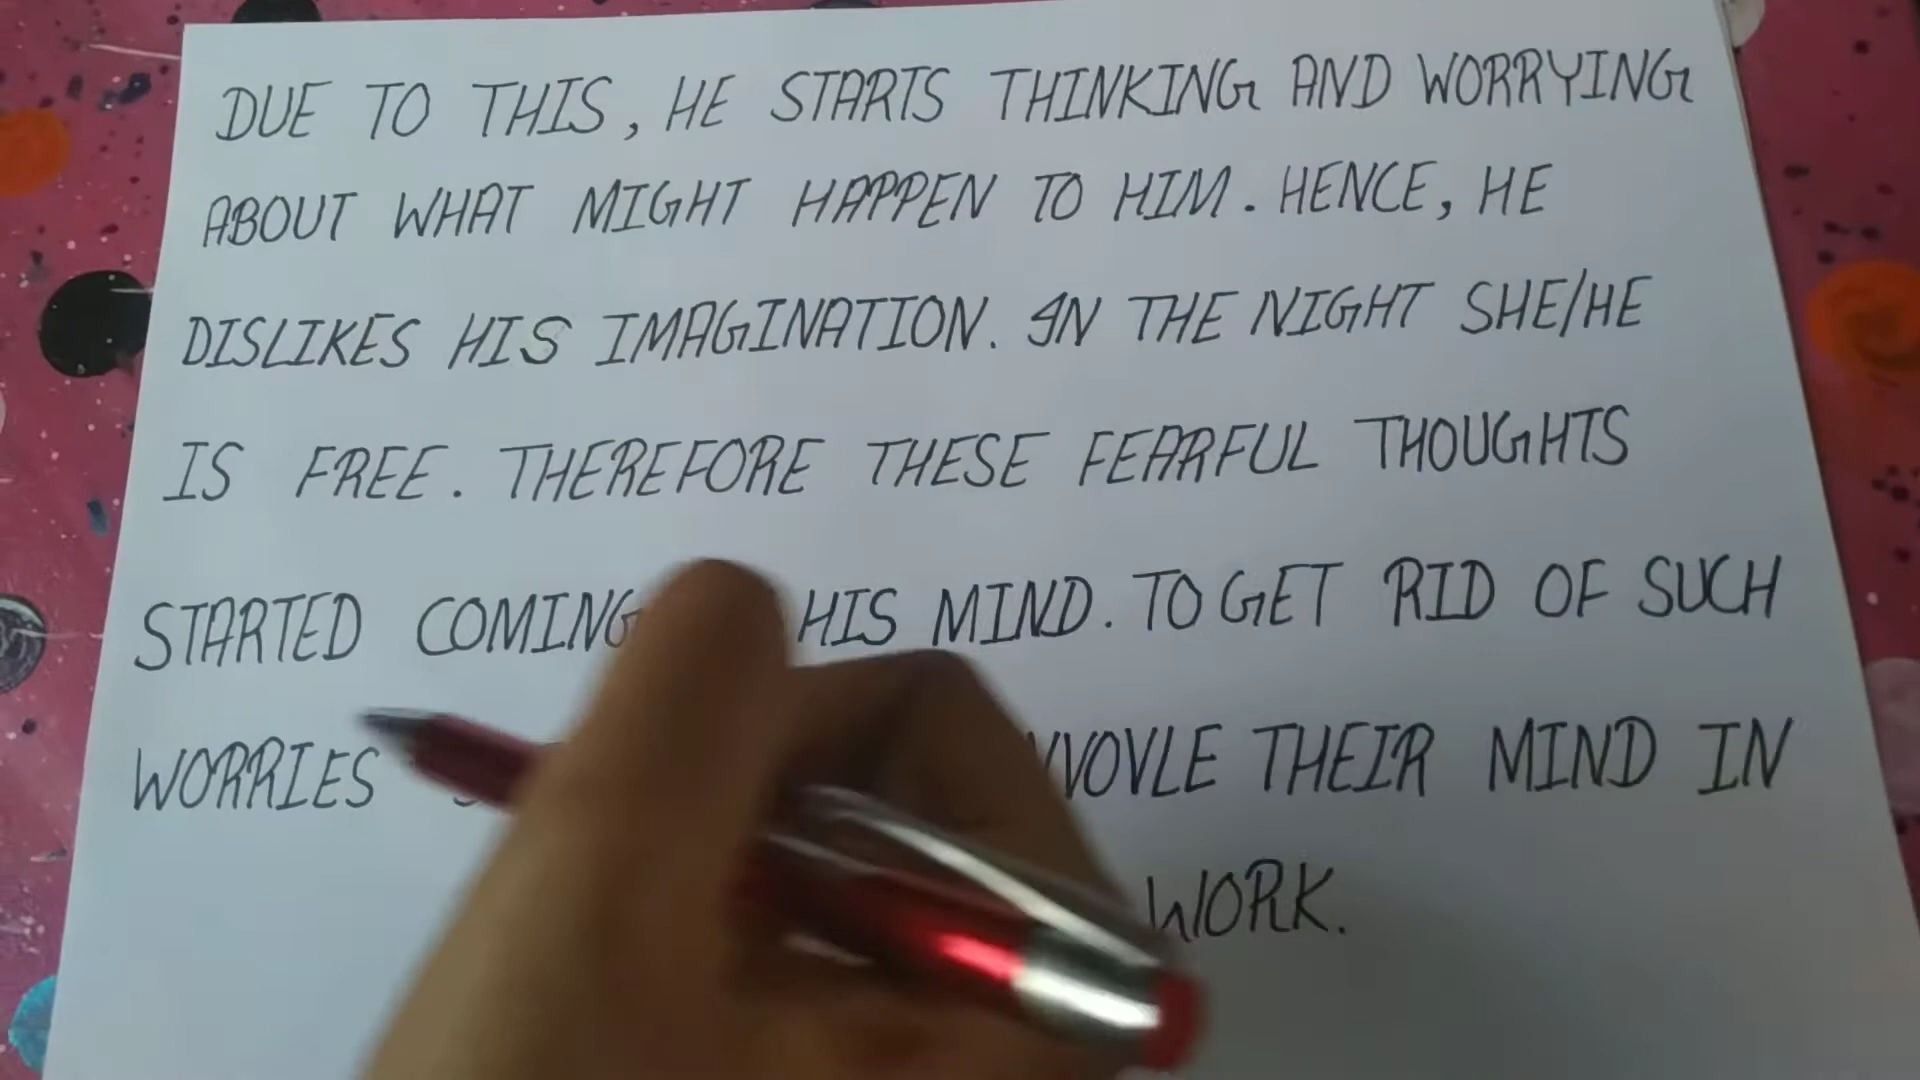 DUE TO THIS, HE STARTS THINKING AND WORRYING
ABOUT WHAT MIGHT HAPPEN TO HIM. HENCE, HE
DISLIKES HIS IMAGINATION. IN THE NIGHT SHE/HE
IS FREE. THEREFORE THESE FEARFUL THOUGHTS
STARTED COMING HIS MIND. TO GET RID OF SUCH
WORRIES THEIR MIND IN
WORK.